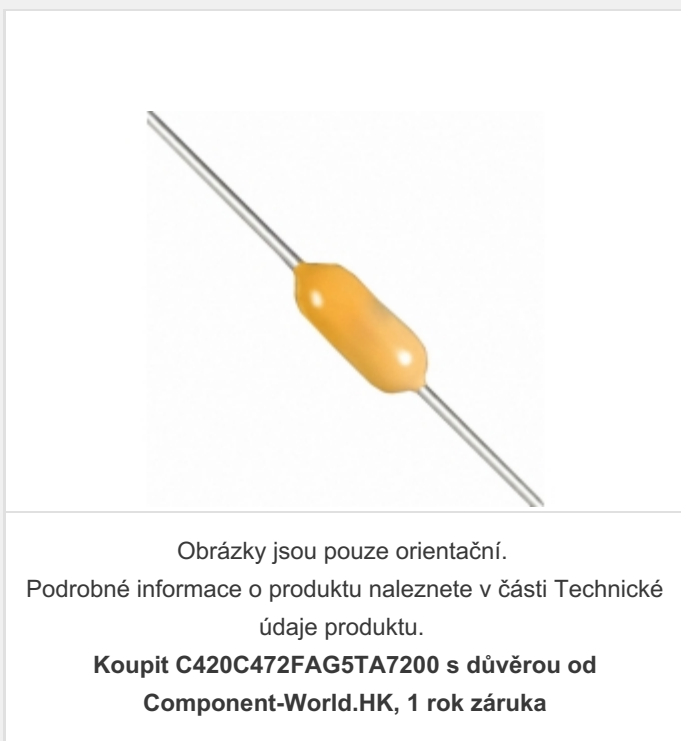 Obrázky jsou pouze orientační.
Podrobné informace o produktu naleznete v části Technické
údaje produktu.
Koupit C420C472FAG5TA7200 s důvěrou od
Component-World.HK, 1 rok záruka